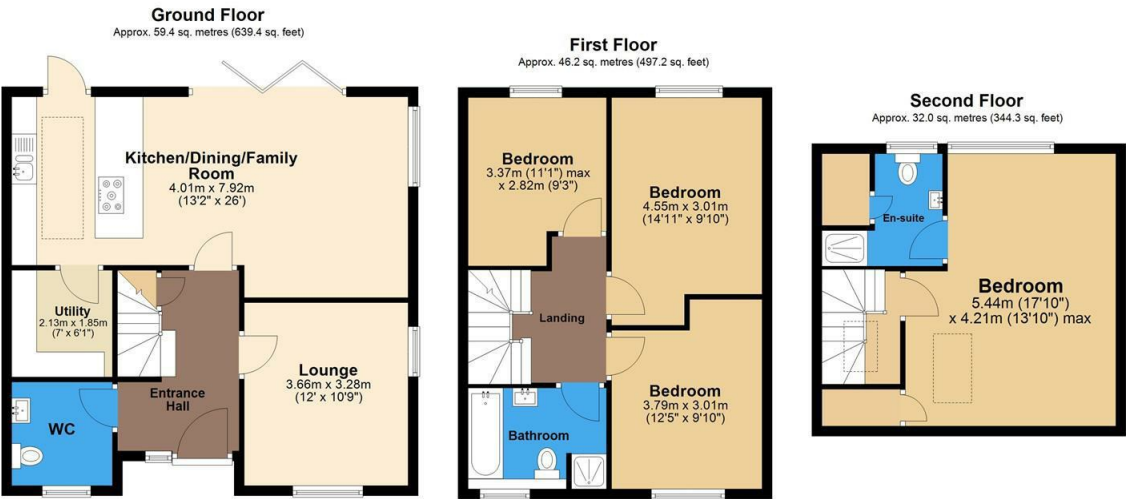 Ground Floor
Approx. 59.4 sq. metres (639.4 sq. feet)
Kitchen/Dining/Family
Room
4.01m x 7.92m
(13'2" x 26')
Utility
2.13m x 1.85m
(7' x 6'1")
Lounge
3.66m x 3.28m
(12' x 10'9")
Entrance
Hall
WC
First Floor
Approx. 46.2 sq. metres (497.2 sq. feet)
Bedroom
3.37m (11'1") max
x 2.82m (9'3")
Bedroom
4.55m x 3.01m
(14'11" x 9'10")
Landing
Bedroom
3.79m x 3.01m
(12'5" x 9'10")
Bathroom
Second Floor
Approx. 32.0 sq. metres (344.3 sq. feet)
En-suite
Bedroom
5.44m (17'10")
x 4.21m (13'10") max